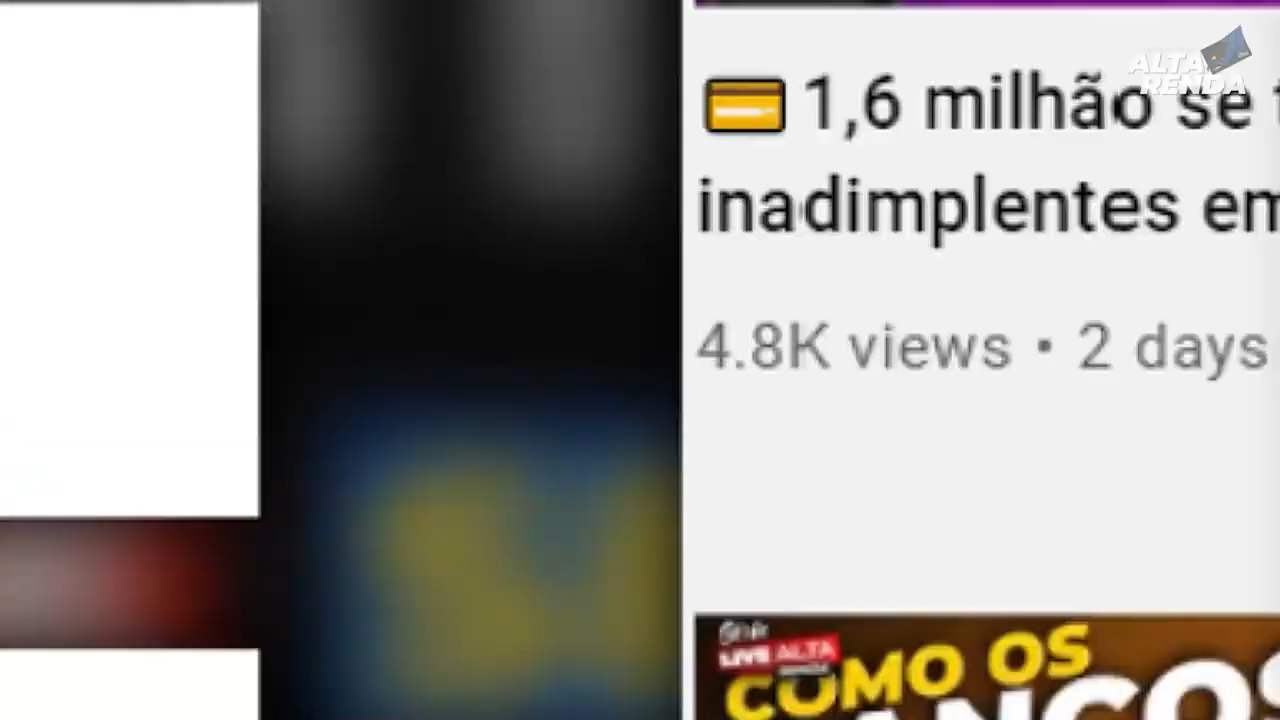 ALTA
RENDA
1,6 milhão se
inadimplentes em
4.8K views • 2 days
LIVE ALTA
COMO OS